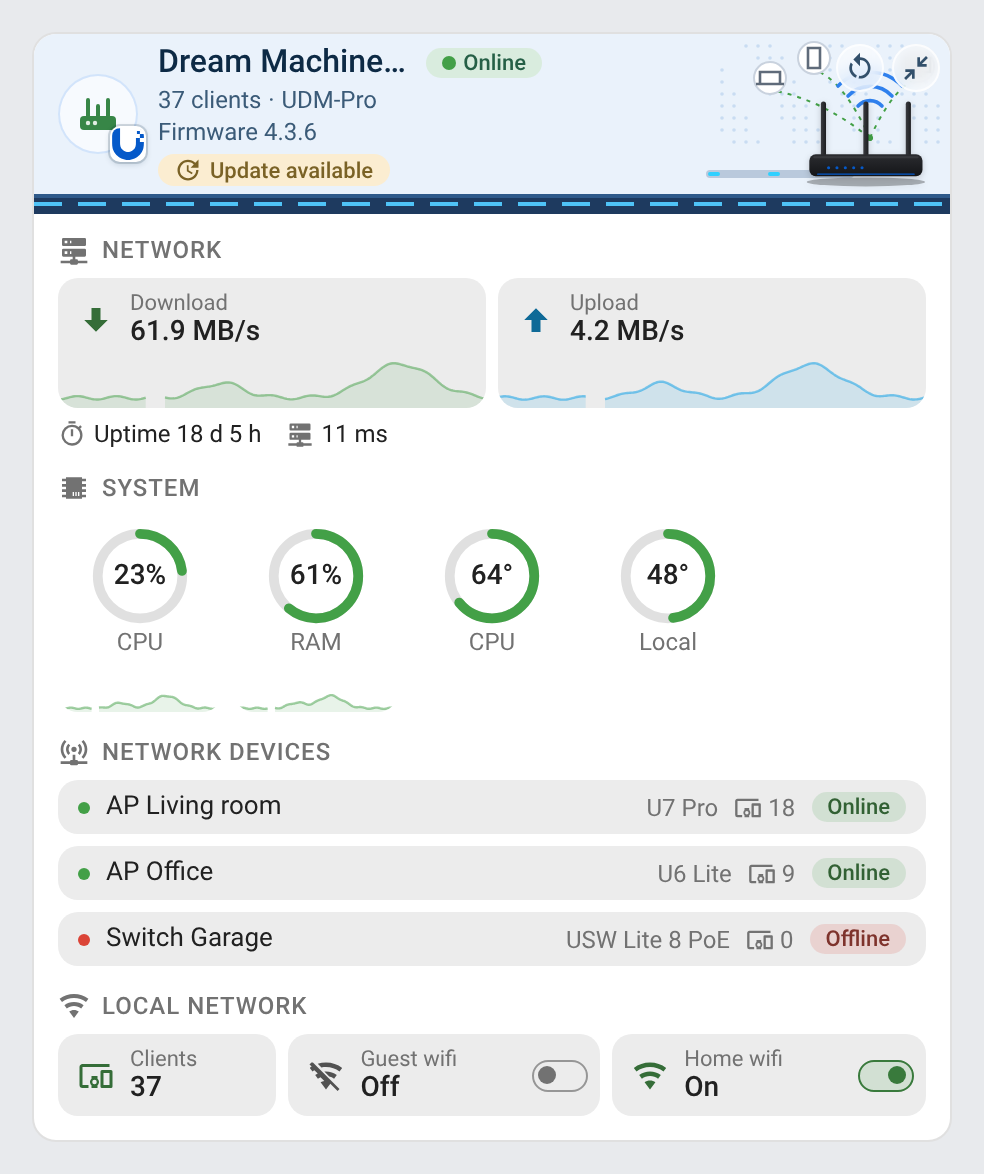 Dream Machine...
Online
37 clients · UDM-Pro
Firmware 4.3.6
Update available
NETWORK
Download
61.9 MB/s
Upload
4.2 MB/s
Uptime 18 d 5 h
11 ms
SYSTEM
23%
CPU
61%
RAM
64°
CPU
48°
Local
NETWORK DEVICES
AP Living room
U7 Pro
18
Online
AP Office
U6 Lite
9
Online
Switch Garage
USW Lite 8 PoE
0
Offline
LOCAL NETWORK
Clients
37
Guest wifi
Off
Home wifi
On